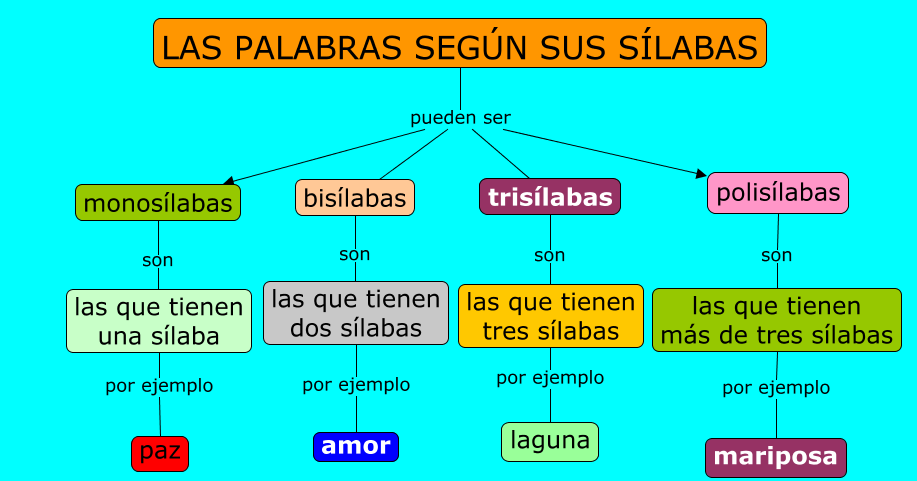 LAS PALABRAS SEGÚN SUS SÍLABAS
pueden ser
monosílabas
bisílabas
trisílabas
polisílabas
son
son
son
son
las que tienen
una sílaba
las que tienen
dos sílabas
las que tienen
tres sílabas
las que tienen
más de tres sílabas
por ejemplo
por ejemplo
por ejemplo
por ejemplo
paz
amor
laguna
mariposa